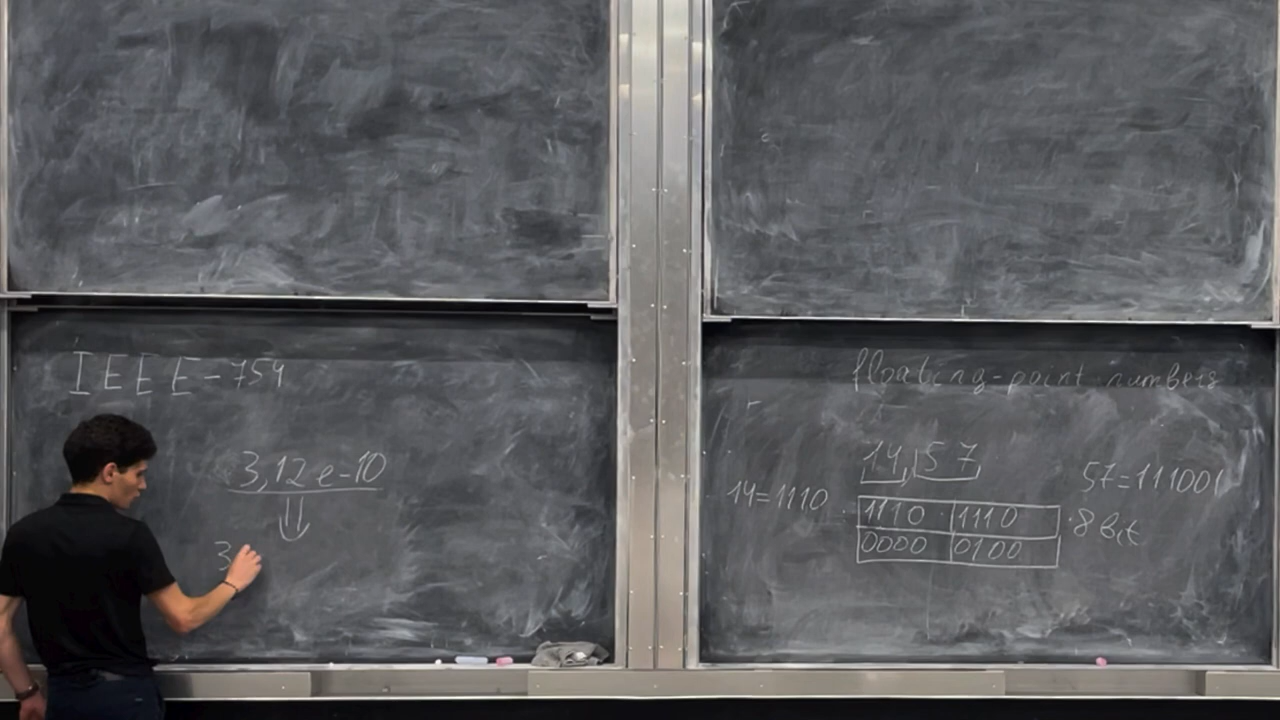 IEEE-754
3,12e-10
3
floating-point numbers
14,57
14=1110
57=111001
1110 1110
8 bit
0000 0100